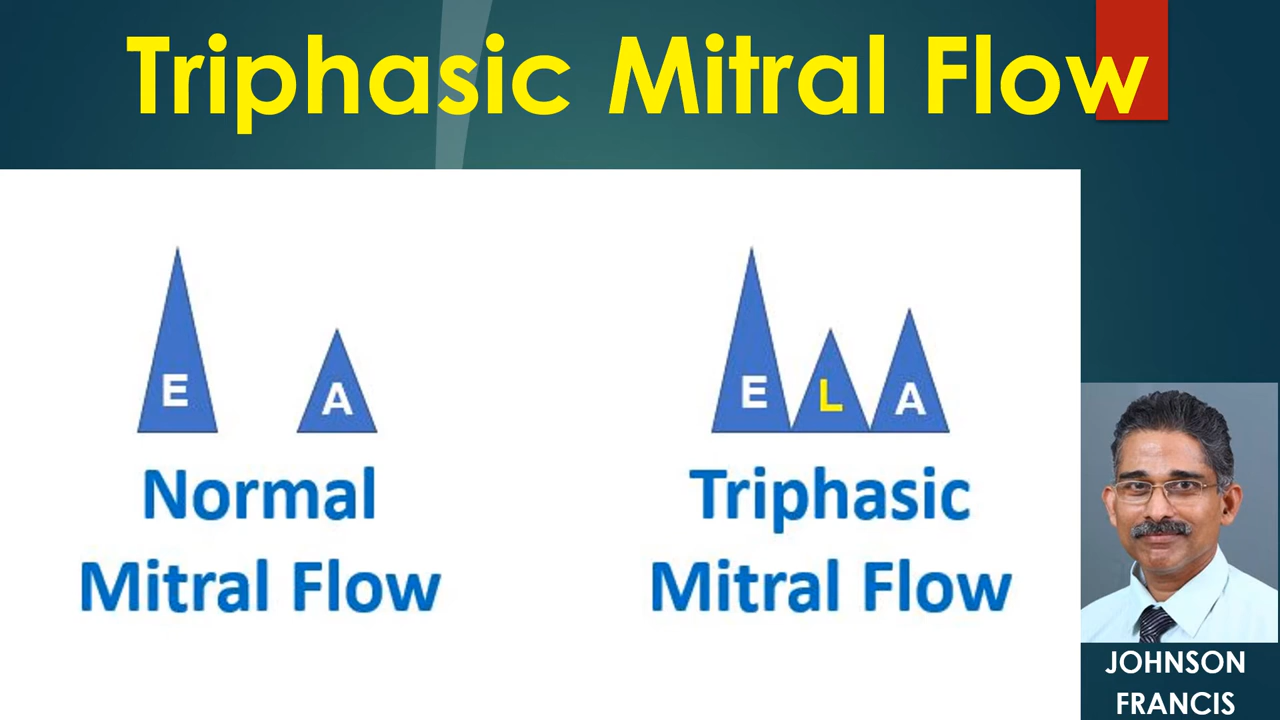 Triphasic Mitral Flow
E
A
E
L
A
Normal
Mitral Flow
Triphasic
Mitral Flow
JOHNSON
FRANCIS